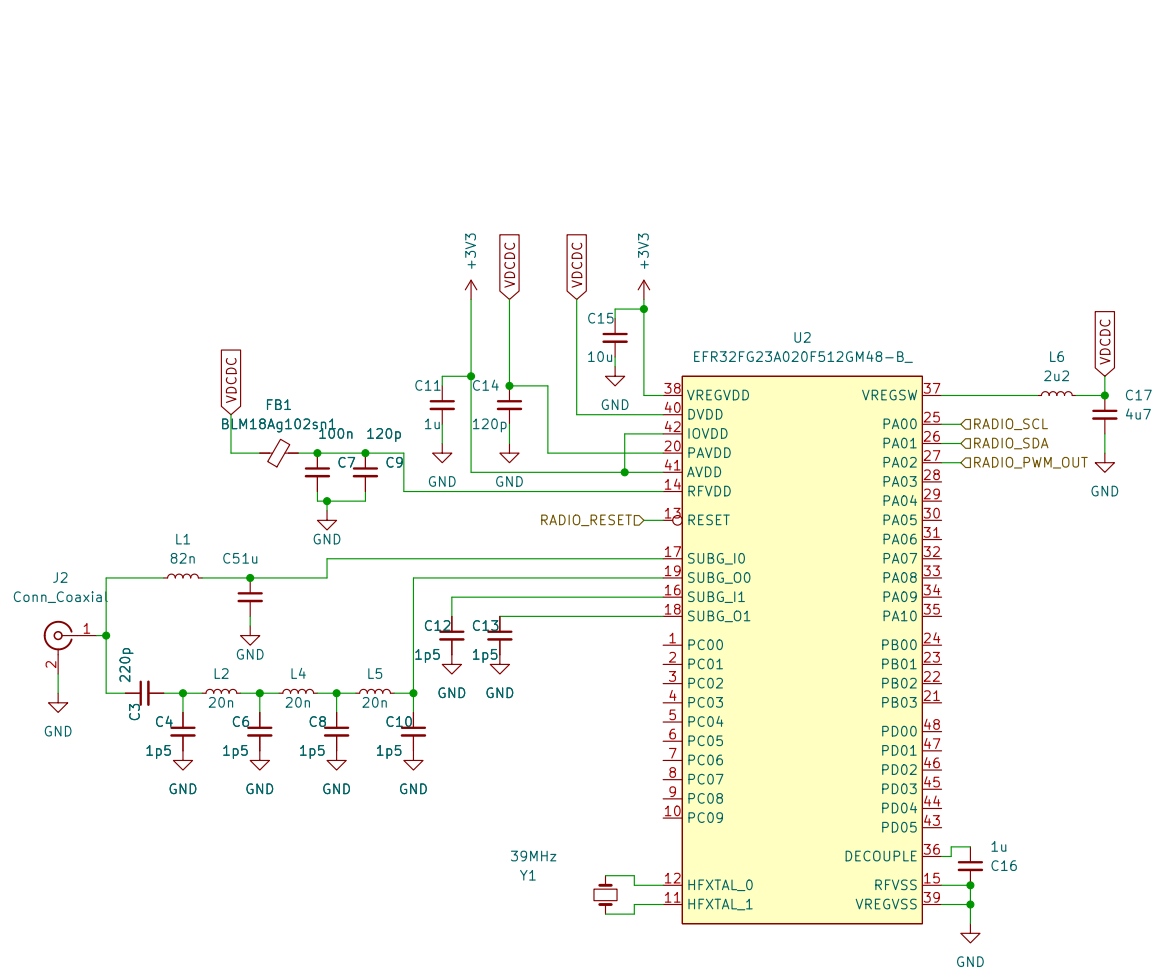 +3V3
VDCDC
VDCDC
+3V3
C15
10u
GND
VDCDC
C17
4u7
GND
L6
2u2
U2
EFR32FG23A020F512GM48-B_
VDCDC
FB1
BLM18Ag102sn1
100n
120p
C7
C9
GND
C11
1u
GND
C14
120p
GND
38 VREGVDD
40 DVDD
42 IOVDD
20 PAVDD
41 AVDD
14 RFVDD
RADIO_RESET 13 RESET
17 SUBG_I0
19 SUBG_O0
16 SUBG_I1
18 SUBG_O1
1 PC00
2 PC01
3 PC02
4 PC03
5 PC04
6 PC05
7 PC06
8 PC07
9 PC08
10 PC09
12 HFXTAL_0
11 HFXTAL_1
VREGSW 37
PA00 25 RADIO_SCL
PA01 26 RADIO_SDA
PA02 27 RADIO_PWM_OUT
PA03 28
PA04 29
PA05 30
PA06 31
PA07 32
PA08 33
PA09 34
PA10 35
PB00 24
PB01 23
PB02 22
PB03 21
PD00 48
PD01 47
PD02 46
PD03 45
PD04 44
PD05 43
DECOUPLE 36
RFVSS 15
VREGVSS 39
1u
C16
GND
L1
82n
C51u
GND
J2
Conn_Coaxial
1
2
GND
220p
C3
L2
20n
L4
20n
L5
20n
C4
1p5
GND
C6
1p5
GND
C8
1p5
GND
C10
1p5
GND
C12
1p5
GND
C13
1p5
GND
39MHz
Y1